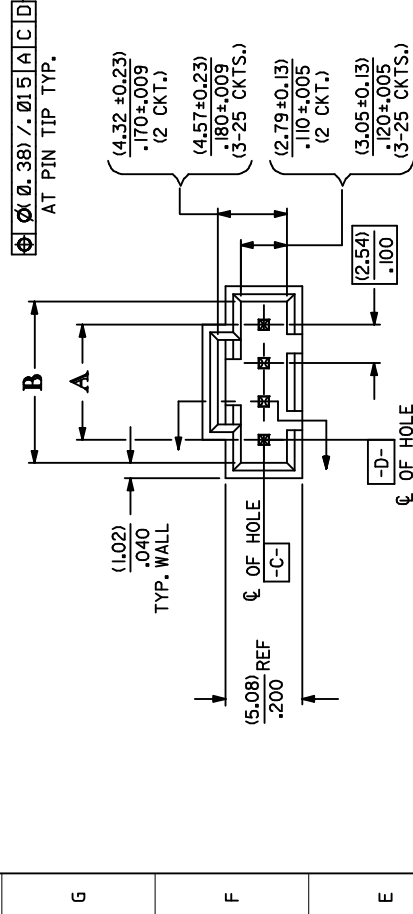 ⌖ Ø(0.38)/.015 A C D
AT PIN TIP TYP.
(4.32 ±0.23)
.170±.009
(2 CKT.)
(4.57±0.23)
.180±.009
(3-25 CKTS.)
(2.79±0.13)
.110±.005
(2 CKT.)
(3.05±0.13)
.120±.005
(3-25 CKTS.)
B
A
(1.02)
.040
TYP. WALL
(2.54)
.100
℄ OF HOLE
-C-
-D-
℄ OF HOLE
(5.08) REF
.200
G
F
E